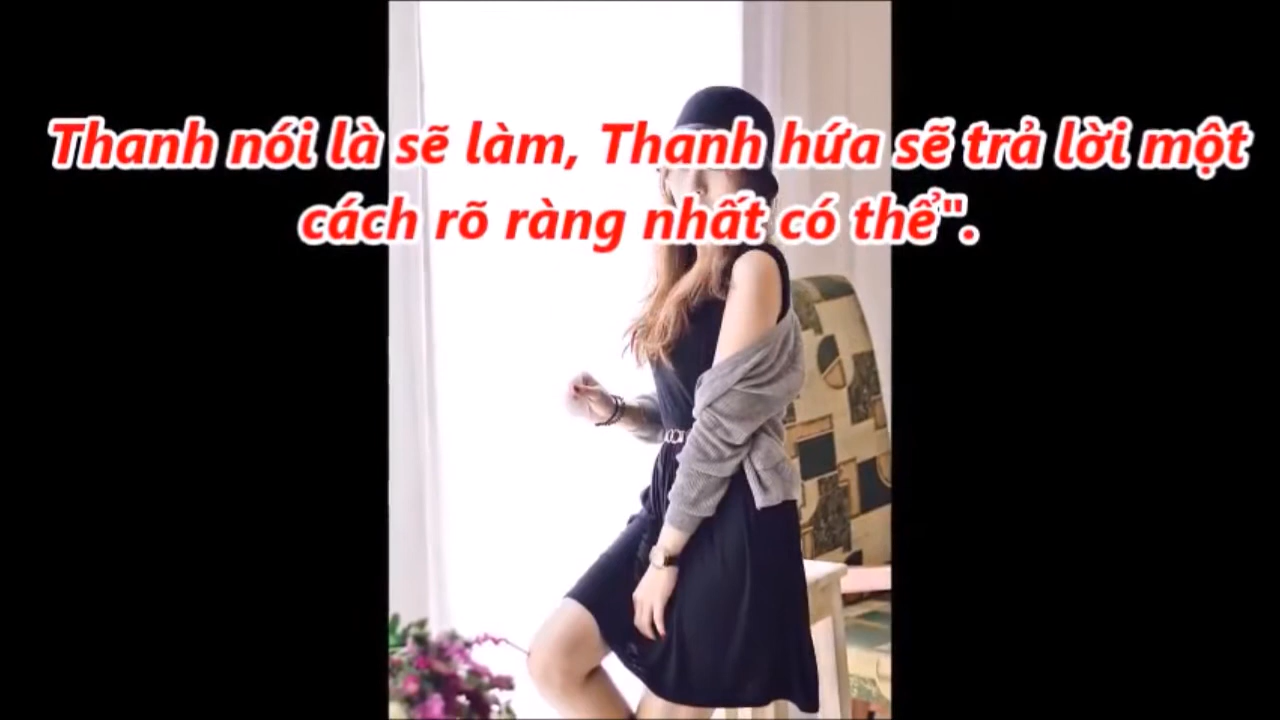 Thanh nói là sẽ làm, Thanh hứa sẽ trả lời một
cách rõ ràng nhất có thể".